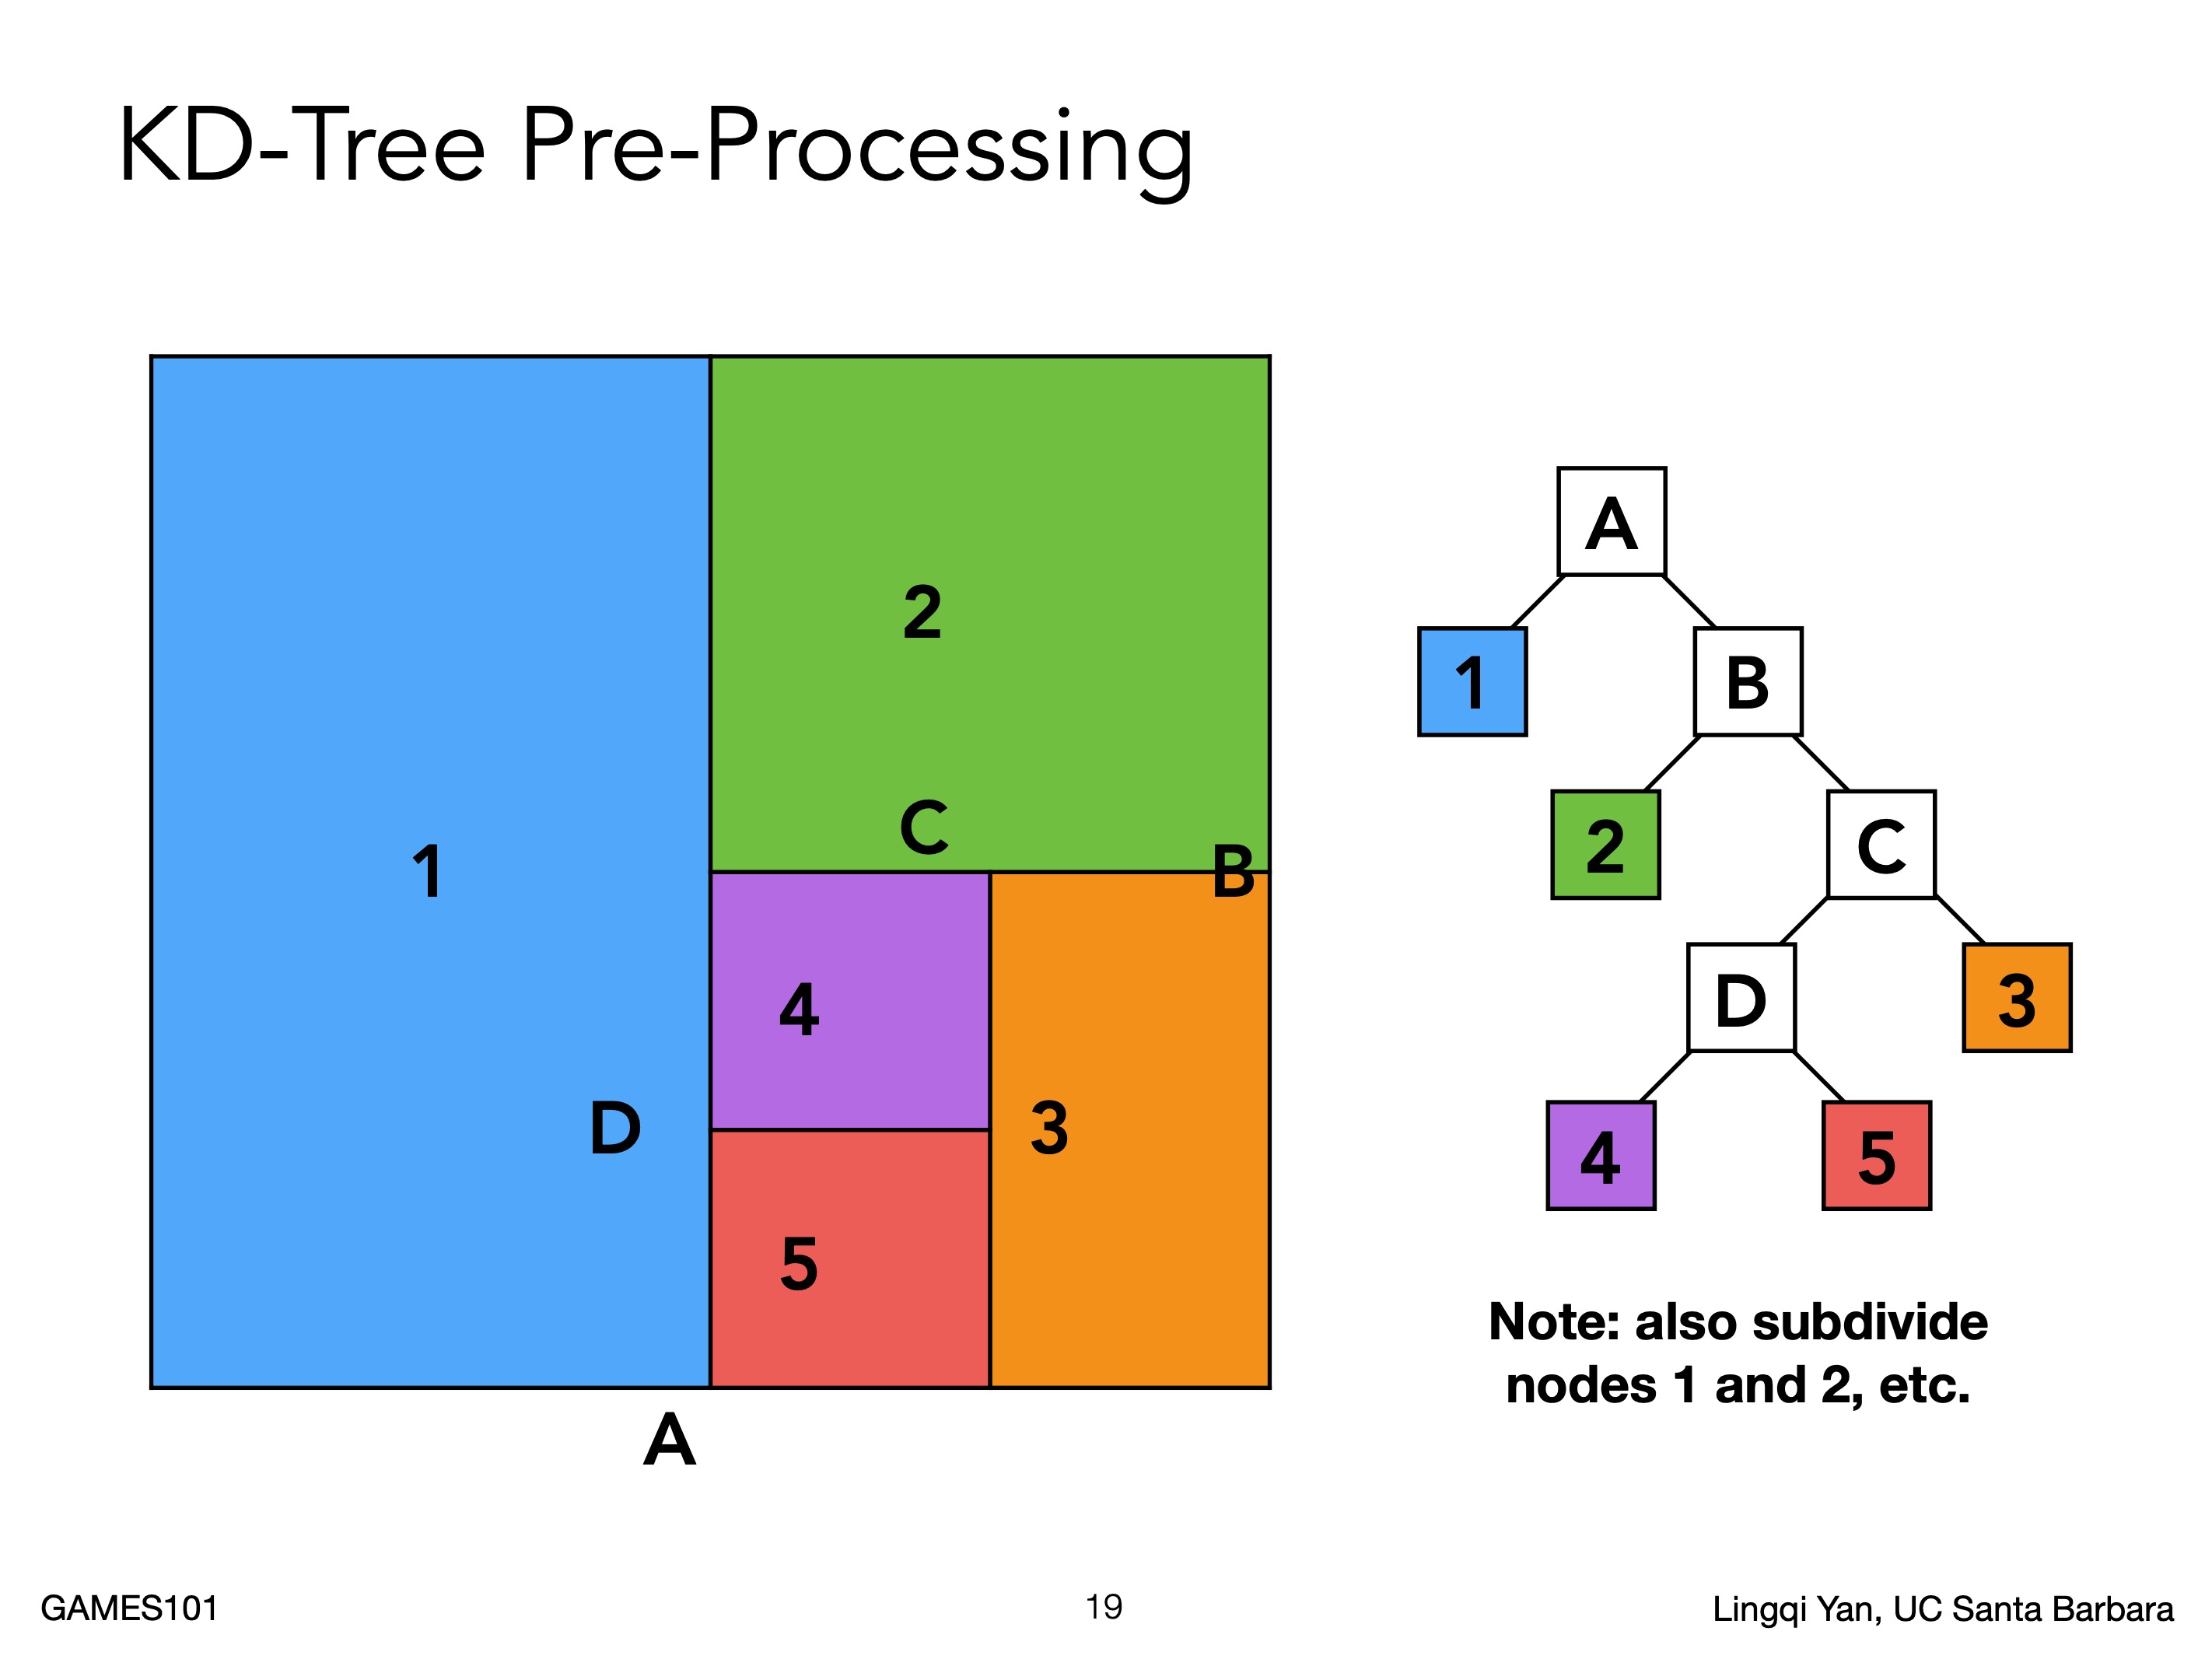 KD-Tree Pre-Processing
2
C
1
B
4
D
3
5
A
A
1
B
2
C
D
3
4
5
Note: also subdivide
nodes 1 and 2, etc.
GAMES101
19
Lingqi Yan, UC Santa Barbara